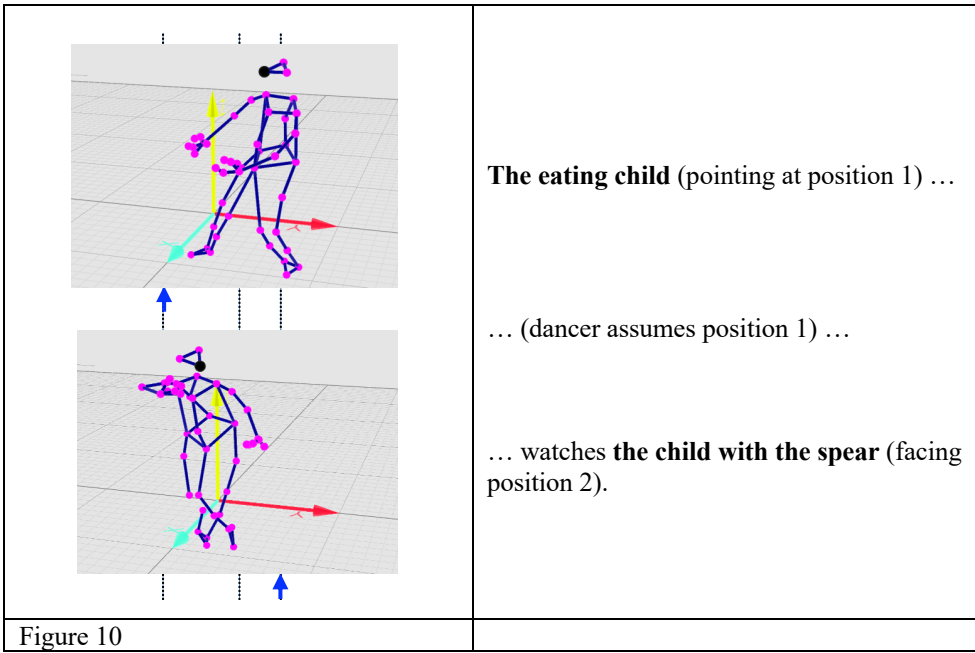 The eating child (pointing at position 1) …
… (dancer assumes position 1) …
… watches the child with the spear (facing
position 2).
Figure 10